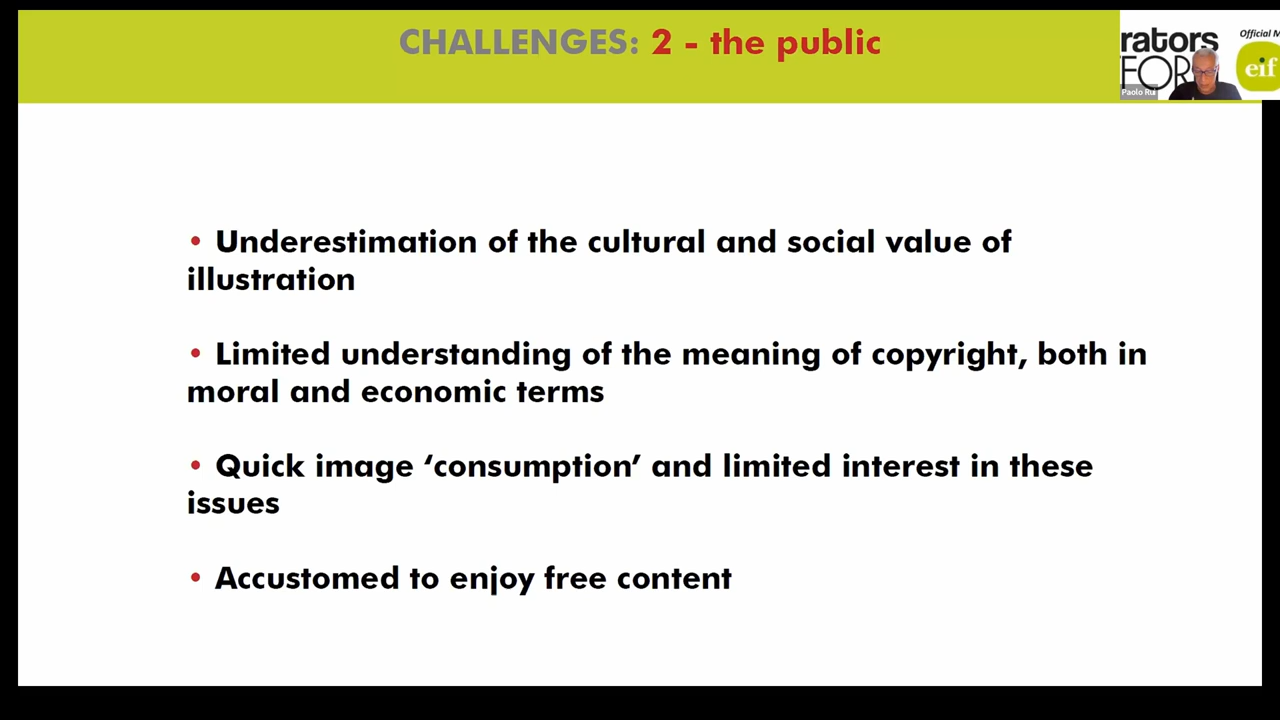 CHALLENGES: 2 - the public
rators
FOR
Official M
eif
Paolo Rui
• Underestimation of the cultural and social value of
illustration
• Limited understanding of the meaning of copyright, both in
moral and economic terms
• Quick image ‘consumption’ and limited interest in these
issues
• Accustomed to enjoy free content